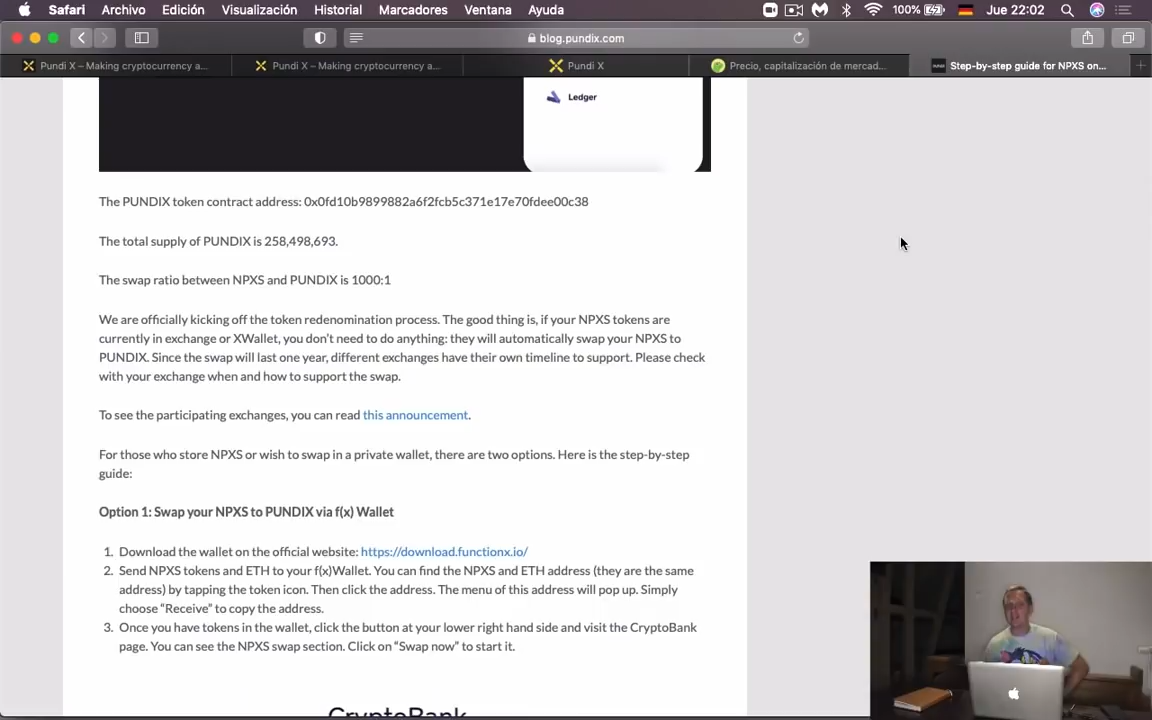 Safari Archivo Edición Visualización Historial Marcadores Ventana Ayuda 100% Jue 22:02
blog.pundix.com
Pundi X – Making cryptocurrency a... Pundi X – Making cryptocurrency a... Pundi X Precio, capitalización de mercad... Step-by-step guide for NPXS on...
Ledger
The PUNDIX token contract address: 0x0fd10b9899882a6f2fcb5c371e17e70fdee00c38
The total supply of PUNDIX is 258,498,693.
The swap ratio between NPXS and PUNDIX is 1000:1
We are officially kicking off the token redenomination process. The good thing is, if your NPXS tokens are
currently in exchange or XWallet, you don't need to do anything: they will automatically swap your NPXS to
PUNDIX. Since the swap will last one year, different exchanges have their own timeline to support. Please check
with your exchange when and how to support the swap.
To see the participating exchanges, you can read this announcement.
For those who store NPXS or wish to swap in a private wallet, there are two options. Here is the step-by-step
guide:
Option 1: Swap your NPXS to PUNDIX via f(x) Wallet
1. Download the wallet on the official website: https://download.functionx.io/
2. Send NPXS tokens and ETH to your f(x)Wallet. You can find the NPXS and ETH address (they are the same
address) by tapping the token icon. Then click the address. The menu of this address will pop up. Simply
choose “Receive” to copy the address.
3. Once you have tokens in the wallet, click the button at your lower right hand side and visit the CryptoBank
page. You can see the NPXS swap section. Click on “Swap now” to start it.
CryptoBank